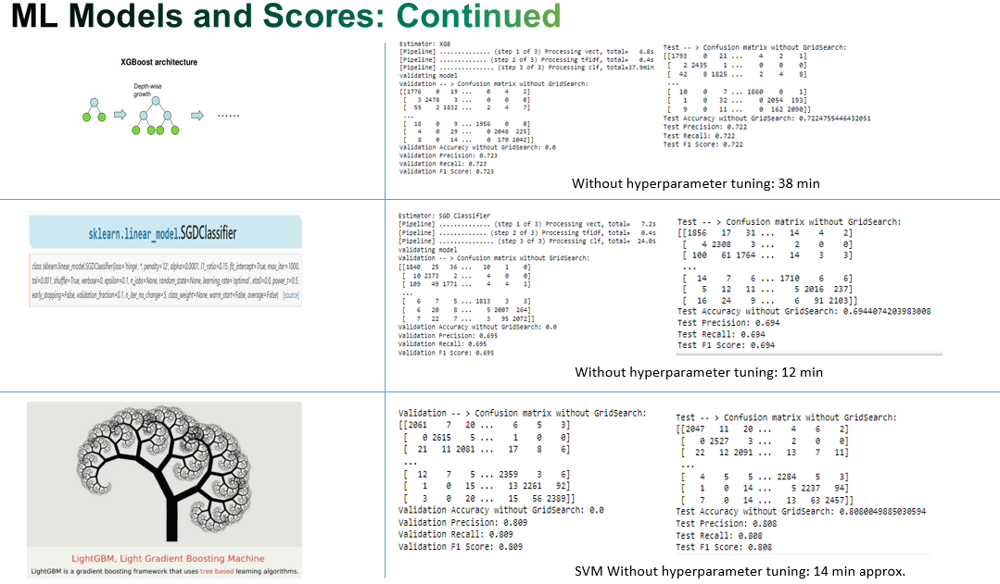 ML Models and Scores: Continued
XGBoost architecture
Depth-wise
growth
......
Estimator: XGB
[Pipeline] ............. (step 1 of 3) Processing vect, total=   6.8s
[Pipeline] ............. (step 2 of 3) Processing tfidf, total=   0.4s
[Pipeline] .............. (step 3 of 3) Processing clf, total=37.9min
validating model
Validation -- > Confusion matrix without GridSearch:
[[1776    0   19 ...    0    4    2]
[   3 2478    3 ...    0    0    0]
[  55    2 1832 ...    2    4    7]
...
[  18    0    9 ... 1956    0    0]
[   4    0   29 ...    0 2048  225]
[   8    0   14 ...    0  170 2042]]
Validation Accuracy without GridSearch: 0.0
Validation Precision: 0.723
Validation Recall: 0.723
Validation F1 Score: 0.723
Test -- > Confusion matrix without GridSearch:
[[1793    0   21 ...    4    2    1]
[   2 2435    1 ...    0    0    0]
[  42    8 1825 ...    2    4    8]
...
[  10    0    7 ... 1860    0    1]
[   1    0   32 ...    0 2054  193]
[   9    0   11 ...    0  162 2090]]
Test Accuracy without GridSearch: 0.7224755446432051
Test Precision: 0.722
Test Recall: 0.722
Test F1 Score: 0.722
Without hyperparameter tuning: 38 min
sklearn.linear_model.SGDClassifier
class sklearn.linear_model.SGDClassifier(loss='hinge', *, penalty='l2', alpha=0.0001, l1_ratio=0.15, fit_intercept=True, max_iter=1000,
tol=0.001, shuffle=True, verbose=0, epsilon=0.1, n_jobs=None, random_state=None, learning_rate='optimal', eta0=0.0, power_t=0.5,
early_stopping=False, validation_fraction=0.1, n_iter_no_change=5, class_weight=None, warm_start=False, average=False) [source]
Estimator: SGD Classifier
[Pipeline] ............. (step 1 of 3) Processing vect, total=   7.2s
[Pipeline] ............. (step 2 of 3) Processing tfidf, total=   0.4s
[Pipeline] .............. (step 3 of 3) Processing clf, total=  24.0s
validating model
Validation -- > Confusion matrix without GridSearch:
[[1840   25   36 ...   10    1    0]
[  10 2373    2 ...    4    0    0]
[ 109   49 1771 ...    4    4    1]
...
[   6    7    5 ... 1813    3    3]
[   6   20    8 ...    5 2007  264]
[   7   22    7 ...    3   95 2072]]
Validation Accuracy without GridSearch: 0.0
Validation Precision: 0.695
Validation Recall: 0.695
Validation F1 Score: 0.695
Test -- > Confusion matrix without GridSearch:
[[1856   17   31 ...   14    4    2]
[   4 2308    3 ...    2    0    0]
[ 100   61 1764 ...   14    3    3]
...
[  14    7    6 ... 1710    6    6]
[   5   12   11 ...    5 2016  237]
[  16   24    9 ...    6   91 2103]]
Test Accuracy without GridSearch: 0.6944074203983008
Test Precision: 0.694
Test Recall: 0.694
Test F1 Score: 0.694
Without hyperparameter tuning: 12 min
LightGBM, Light Gradient Boosting Machine
LightGBM is a gradient boosting framework that uses tree based learning algorithms.
Validation -- > Confusion matrix without GridSearch:
[[2061    7   20 ...    6    5    3]
[   0 2615    5 ...    1    0    0]
[  21   11 2081 ...   17    8    6]
...
[  12    7    5 ... 2359    3    6]
[   1    0   15 ...   13 2261   92]
[   3    0   20 ...   15   56 2389]]
Validation Accuracy without GridSearch: 0.0
Validation Precision: 0.809
Validation Recall: 0.809
Validation F1 Score: 0.809
Test -- > Confusion matrix without GridSearch:
[[2047   11   20 ...    4    6    2]
[   0 2527    3 ...    2    0    0]
[  22   12 2091 ...   13    7   11]
...
[   4    5    5 ... 2284    5    3]
[   1    0   14 ...    5 2237   94]
[   7    0   14 ...   13   63 2457]]
Test Accuracy without GridSearch: 0.8080049885030594
Test Precision: 0.808
Test Recall: 0.808
Test F1 Score: 0.808
SVM Without hyperparameter tuning: 14 min approx.